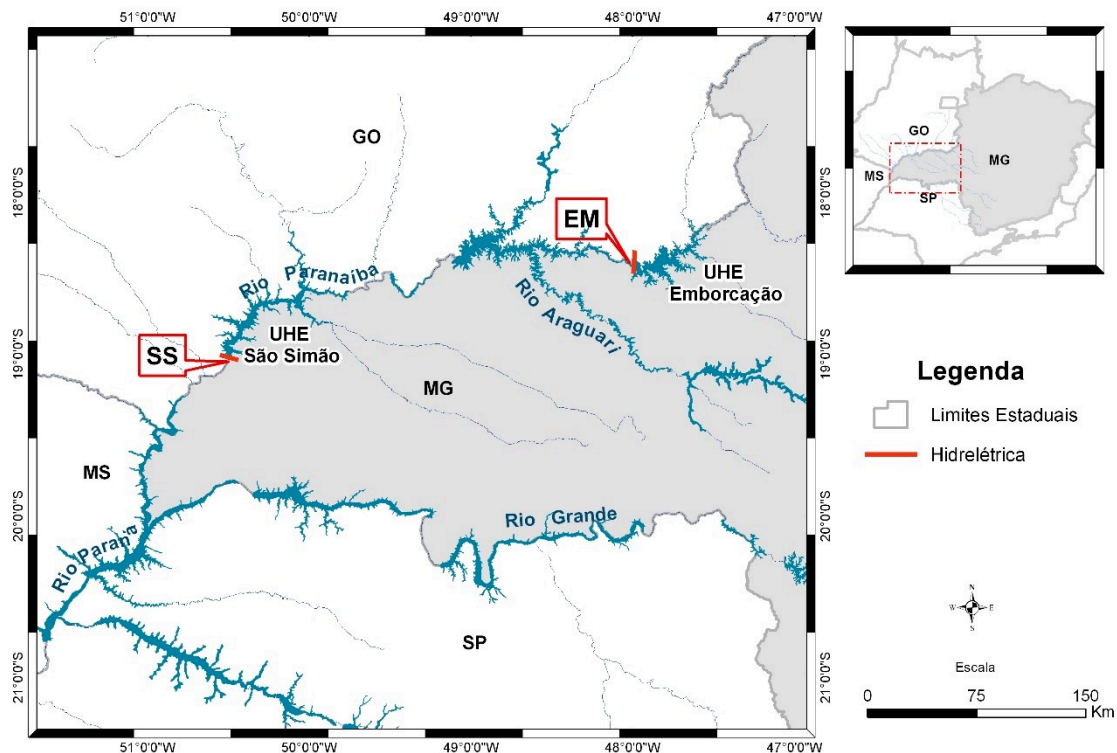 51°0'0"W 50°0'0"W 49°0'0"W 48°0'0"W 47°0'0"W
18°0'0"S
19°0'0"S
20°0'0"S
21°0'0"S
GO
EM
UHE
Emborcação
Rio Paranaíba
Rio Araguari
SS
UHE
São Simão
MG
MS
Rio Grande
Rio Paraná
SP
18°0'0"S
19°0'0"S
20°0'0"S
21°0'0"S
51°0'0"W 50°0'0"W 49°0'0"W 48°0'0"W 47°0'0"W
GO
MG
MS
SP
Legenda
Limites Estaduais
Hidrelétrica
N
W E
S
Escala
0 75 150
Km